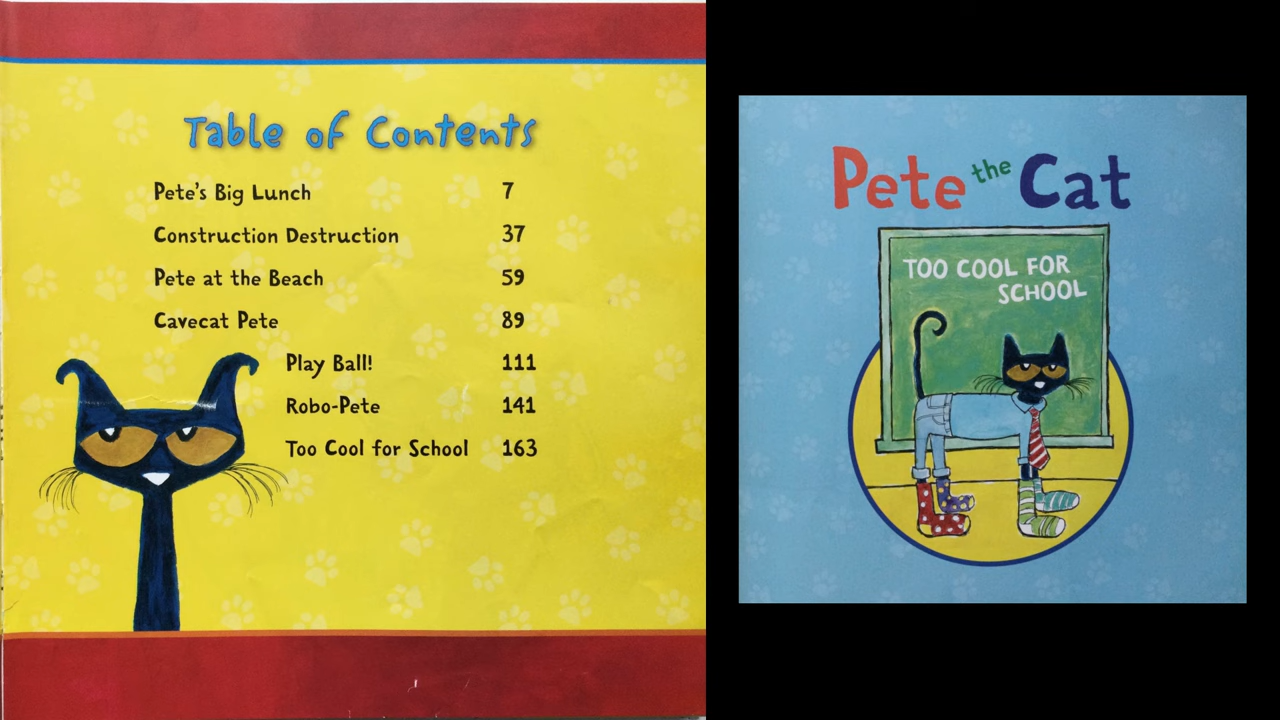 Table of Contents
Pete's Big Lunch 7
Construction Destruction 37
Pete at the Beach 59
Cavecat Pete 89
Play Ball! 111
Robo-Pete 141
Too Cool for School 163
Pete the Cat
TOO COOL FOR
SCHOOL